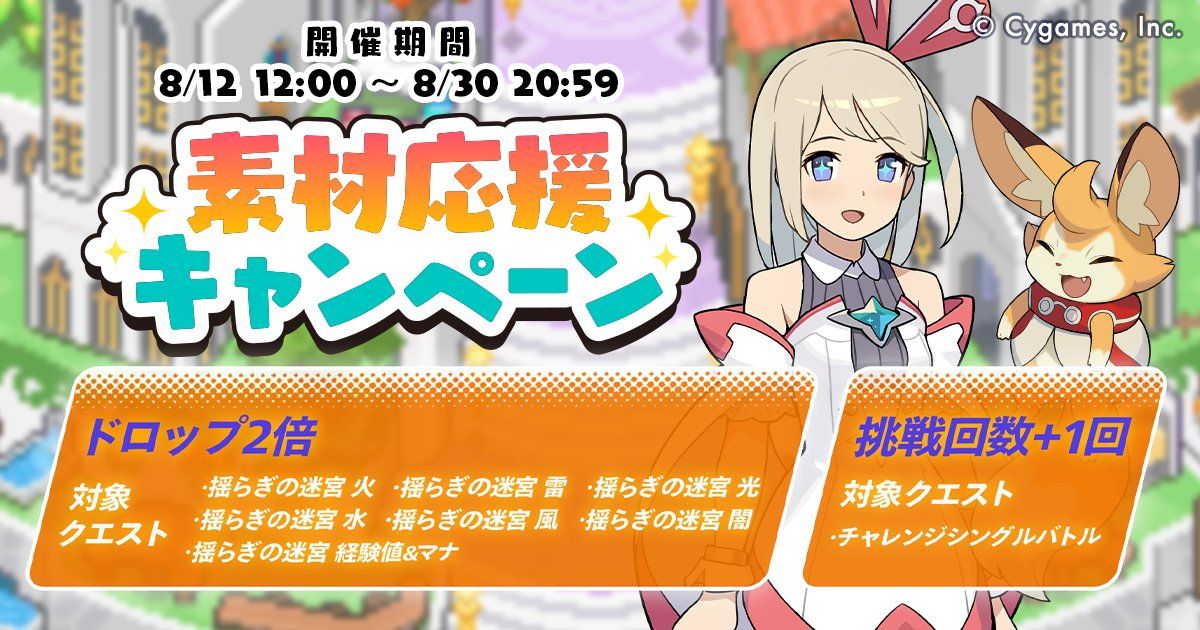 © Cygames, Inc.
開催期間
8/12 12:00 ～ 8/30 20:59
素材応援
キャンペーン
ドロップ2倍
対象
クエスト
・揺らぎの迷宮 火 ・揺らぎの迷宮 雷 ・揺らぎの迷宮 光
・揺らぎの迷宮 水 ・揺らぎの迷宮 風 ・揺らぎの迷宮 闇
・揺らぎの迷宮 経験値&マナ
挑戦回数+1回
対象クエスト
・チャレンジシングルバトル